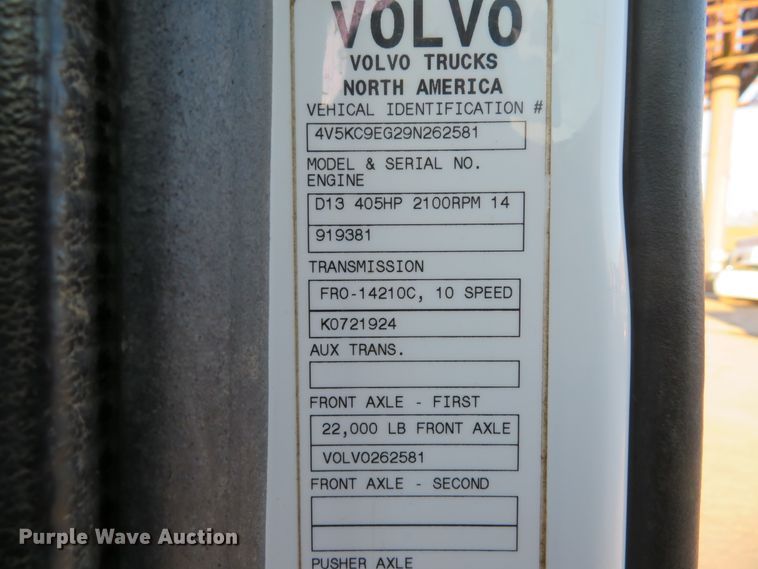 VOLVO
VOLVO TRUCKS
NORTH AMERICA
VEHICAL IDENTIFICATION #
4V5KC9EG29N262581
MODEL & SERIAL NO.
ENGINE
D13 405HP 2100RPM 14
919381
TRANSMISSION
FRO-14210C, 10 SPEED
K0721924
AUX TRANS.
FRONT AXLE - FIRST
22,000 LB FRONT AXLE
VOLVO262581
FRONT AXLE - SECOND
PUSHER AXLE
Purple Wave Auction®